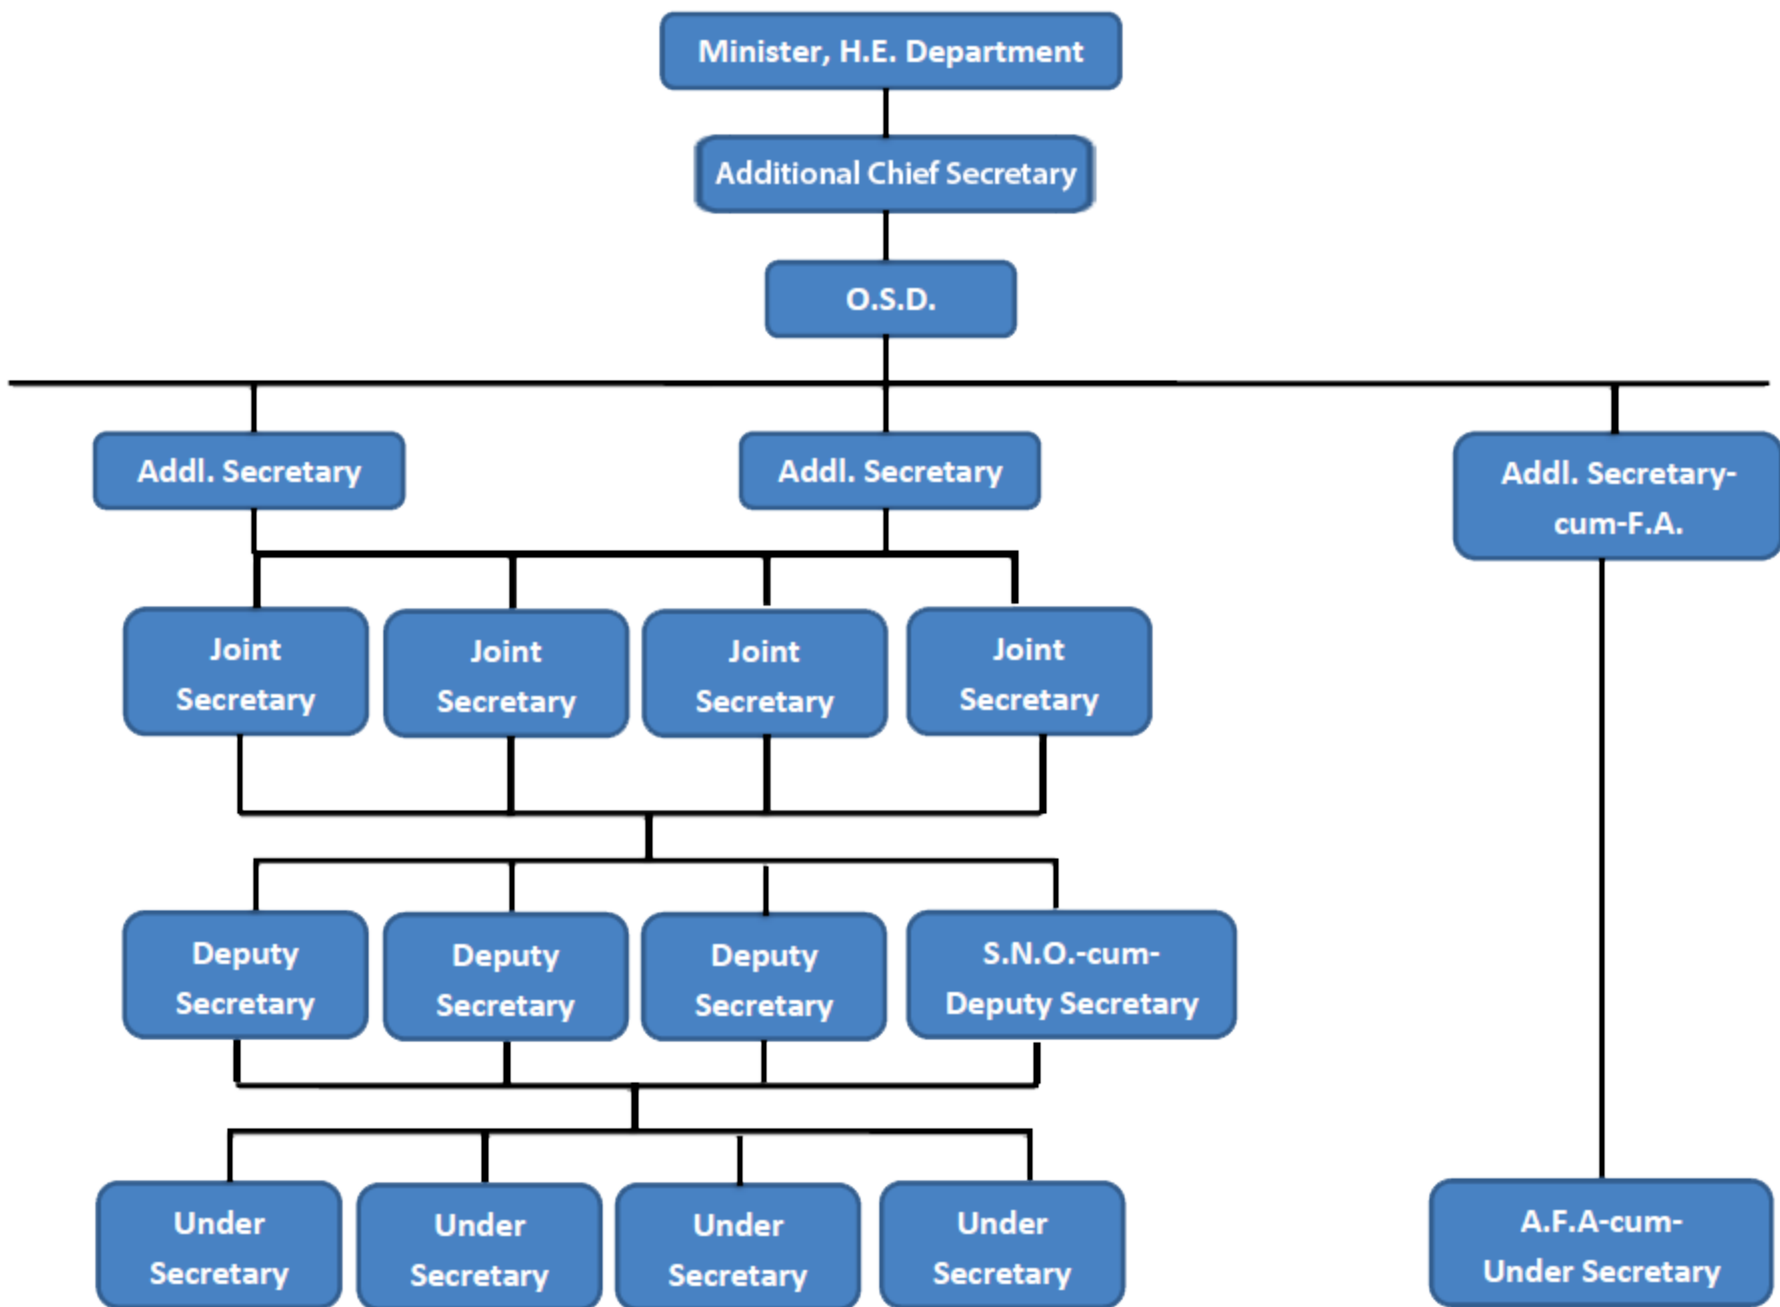 Minister, H.E. Department
Additional Chief Secretary
O.S.D.
Addl. Secretary
Addl. Secretary
Addl. Secretary-
cum-F.A.
Joint
Secretary
Joint
Secretary
Joint
Secretary
Joint
Secretary
Deputy
Secretary
Deputy
Secretary
Deputy
Secretary
S.N.O.-cum-
Deputy Secretary
Under
Secretary
Under
Secretary
Under
Secretary
Under
Secretary
A.F.A-cum-
Under Secretary